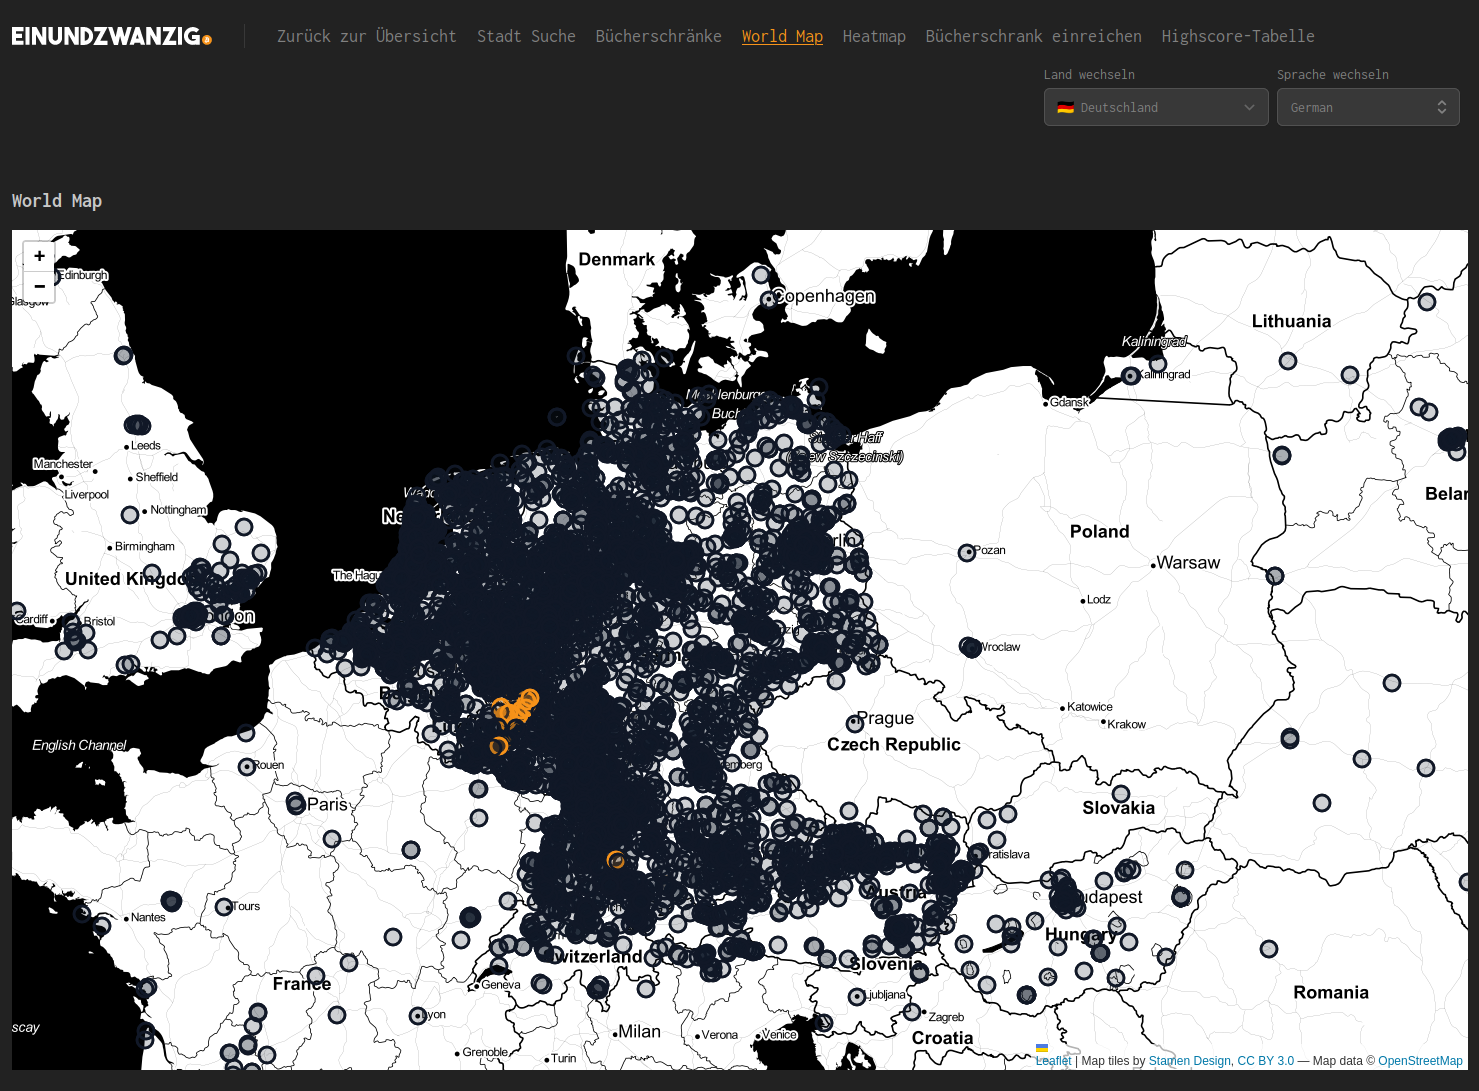 EINUNDZWANZIG
Zurück zur Übersicht Stadt Suche Bücherschränke World Map Heatmap Bücherschrank einreichen Highscore-Tabelle
Land wechseln Sprache wechseln
Deutschland German
World Map
+
−
Denmark
Edinburgh
Glasgow
Copenhagen
Lithuania
Kaliningrad
Kaliningrad
Gdansk
Leeds
Manchester
Sheffield
Liverpool
Nottingham
Birmingham
United Kingdo
Cardiff
Bristol
The Hagu
Belar
Poland
Pozan
Warsaw
Lodz
Wroclaw
Katowice
Krakow
Prague
Czech Republic
English Channel
Rouen
Paris
Slovakia
Bratislava
Nantes
Tours
Austria
Budapest
Hungary
Switzerland
Slovenia
Geneva
France
Romania
Ljubljana
Lyon
Zagreb
Croatia
scay
Milan
Verona
Venice
Grenoble
Turin
Leaflet | Map tiles by Stamen Design, CC BY 3.0 — Map data © OpenStreetMap